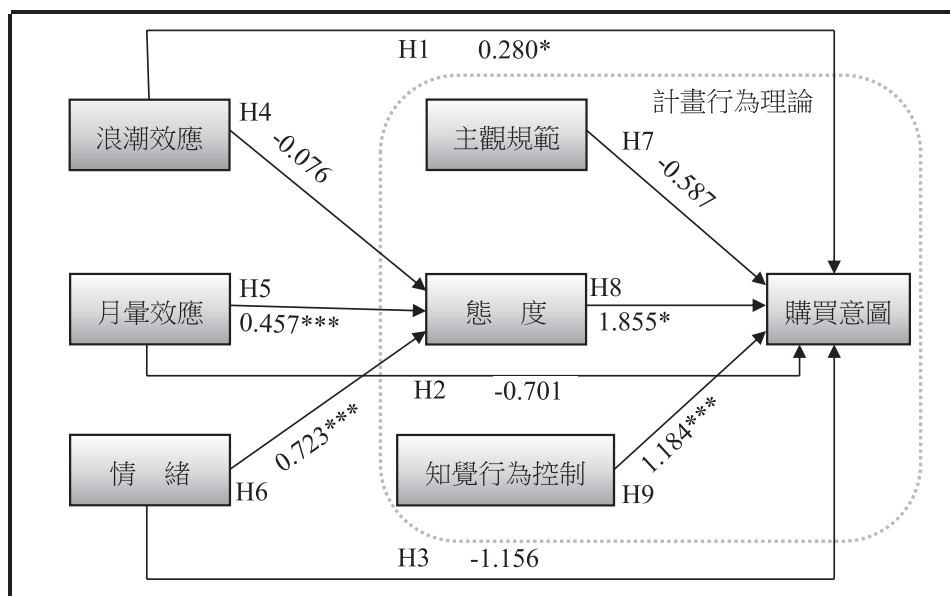 H1 0.280*
計畫行為理論
浪潮效應
H4
-0.076
主觀規範
H7
-0.587
月暈效應
H5
0.457***
態 度
H8
1.855*
購買意圖
H2 -0.701
情 緒
H6
0.723***
知覺行為控制
H9
1.184***
H3 -1.156